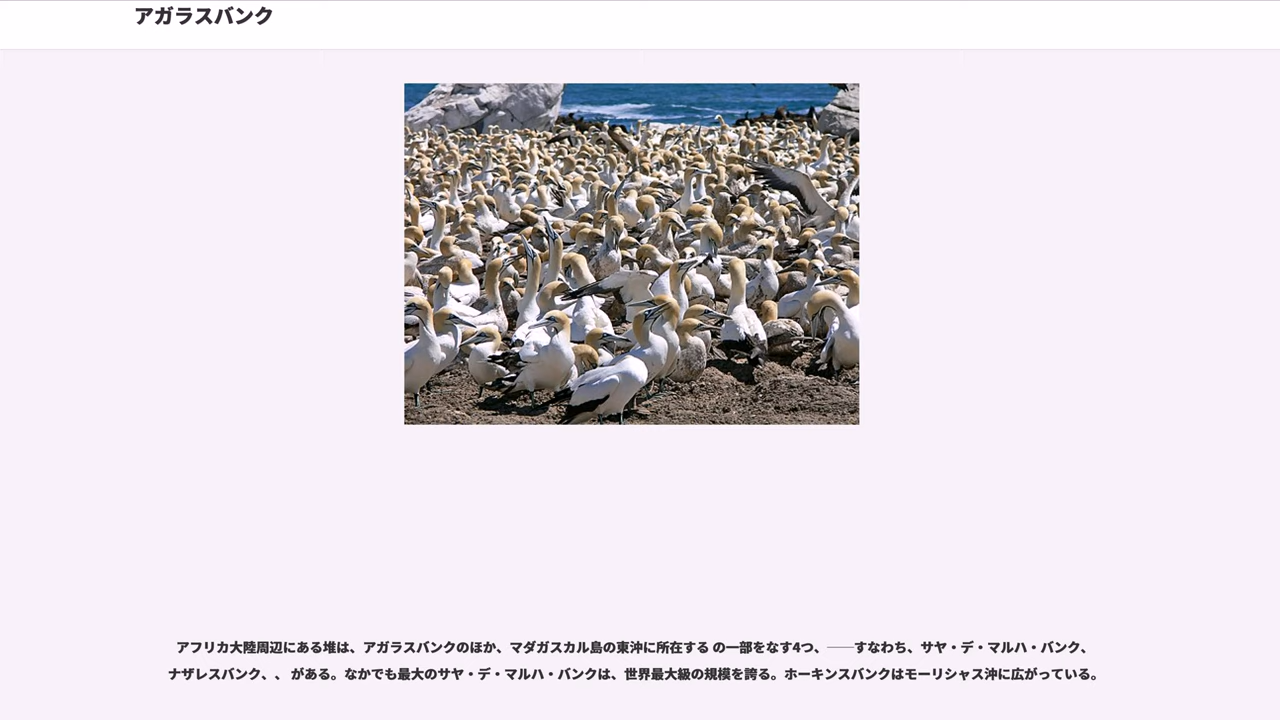 アガラスバンク
アフリカ大陸周辺にある堆は、アガラスバンクのほか、マダガスカル島の東沖に所在する の一部をなす4つ、──すなわち、サヤ・デ・マルハ・バンク、
ナザレスバンク、、 がある。なかでも最大のサヤ・デ・マルハ・バンクは、世界最大級の規模を誇る。ホーキンスバンクはモーリシャス沖に広がっている。